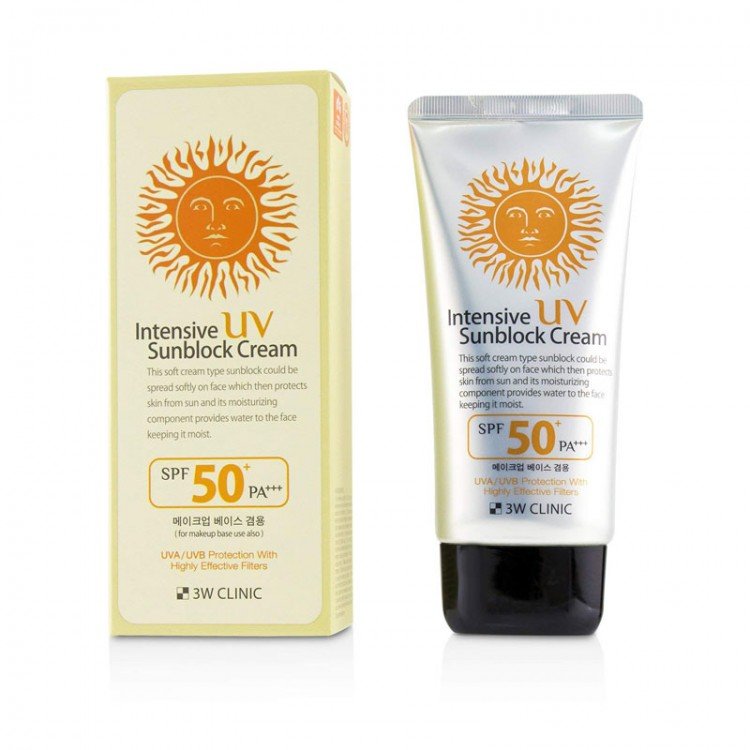 Intensive UV
Sunblock Cream
This soft cream type sunblock could be
spread softly on face which then protects
skin from sun and its moisturizing
component provides water to the face
keeping it moist.
SPF 50+ PA+++
메이크업 베이스 겸용
(for makeup base use also)
UVA/UVB Protection With
Highly Effective Filters
3W CLINIC
Intensive UV
Sunblock Cream
This soft cream type sunblock could be
spread softly on face which then protects
skin from sun and its moisturizing
component provides water to the face
keeping it moist.
SPF 50+ PA+++
메이크업 베이스 겸용
UVA/UVB Protection With
Highly Effective Filters
3W CLINIC